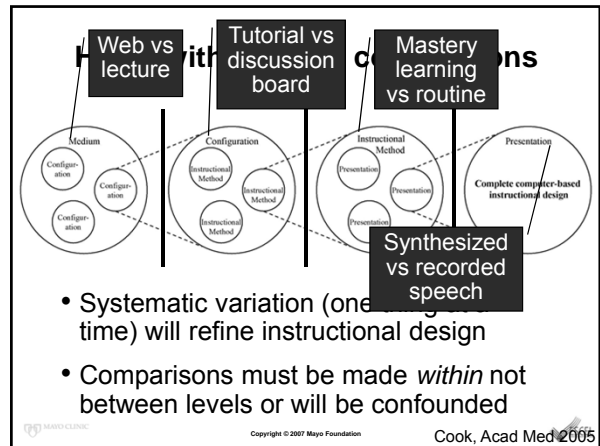 Web vs
lecture
Tutorial vs
discussion
board
Mastery
learning
vs routine
Medium
Configur-
ation
Configur-
ation
Configur-
ation
Configuration
Instructional
Method
Instructional
Method
Instructional
Method
Instructional
Method
Presentation
Presentation
Presentation
Presentation
Complete computer-based
instructional design
Synthesized
vs recorded
speech
• Systematic variation (one
time) will refine instructional design
• Comparisons must be made within not
between levels or will be confounded
MAYO CLINIC
Copyright © 2007 Mayo Foundation
Cook, Acad Med 2005